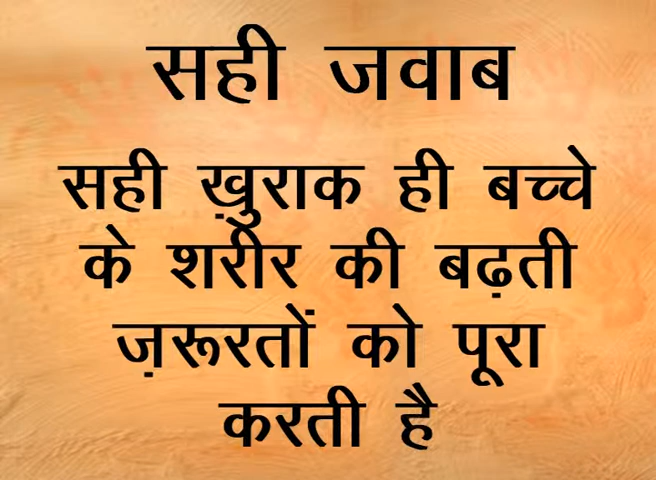 सही जवाब
सही ख़ुराक ही बच्चे
के शरीर की बढ़ती
ज़रूरतों को पूरा
करती है